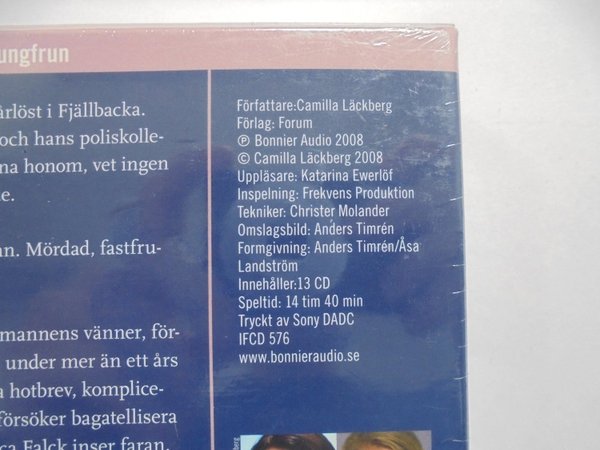 ungfrun
årlöst i Fjällbacka.
och hans poliskolle-
na honom, vet ingen
e.
an. Mördad, fastfru-
mannens vänner, för-
under mer än ett års
a hotbrev, komplice-
försöker bagatellisera
ca Falck inser faran.
Författare:Camilla Läckberg
Förlag: Forum
℗ Bonnier Audio 2008
© Camilla Läckberg 2008
Uppläsare: Katarina Ewerlöf
Inspelning: Frekvens Produktion
Tekniker: Christer Molander
Omslagsbild: Anders Timrén
Formgivning: Anders Timrén/Åsa
Landström
Innehåller:13 CD
Speltid: 14 tim 40 min
Tryckt av Sony DADC
IFCD 576
www.bonnieraudio.se